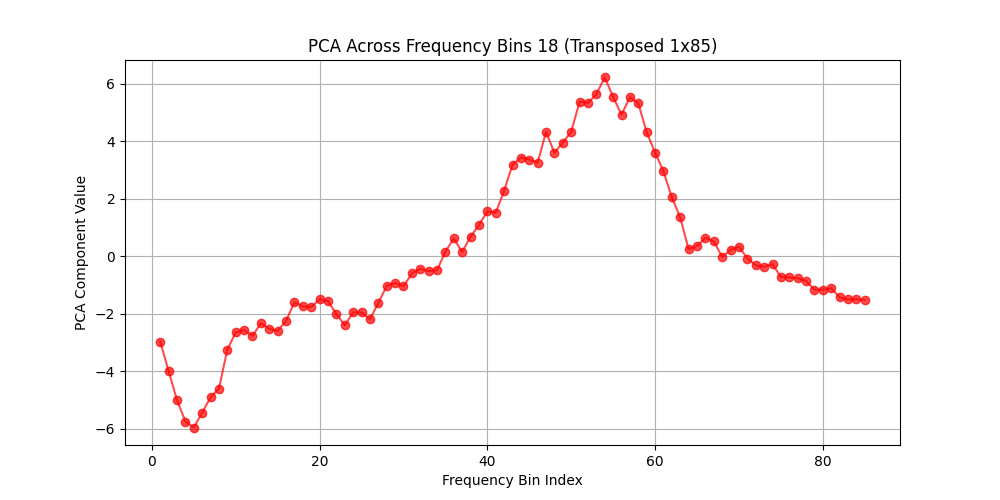 PCA Across Frequency Bins 18 (Transposed 1x85)
PCA Component Value
6
4
2
0
−2
−4
−6
0 20 40 60 80
Frequency Bin Index